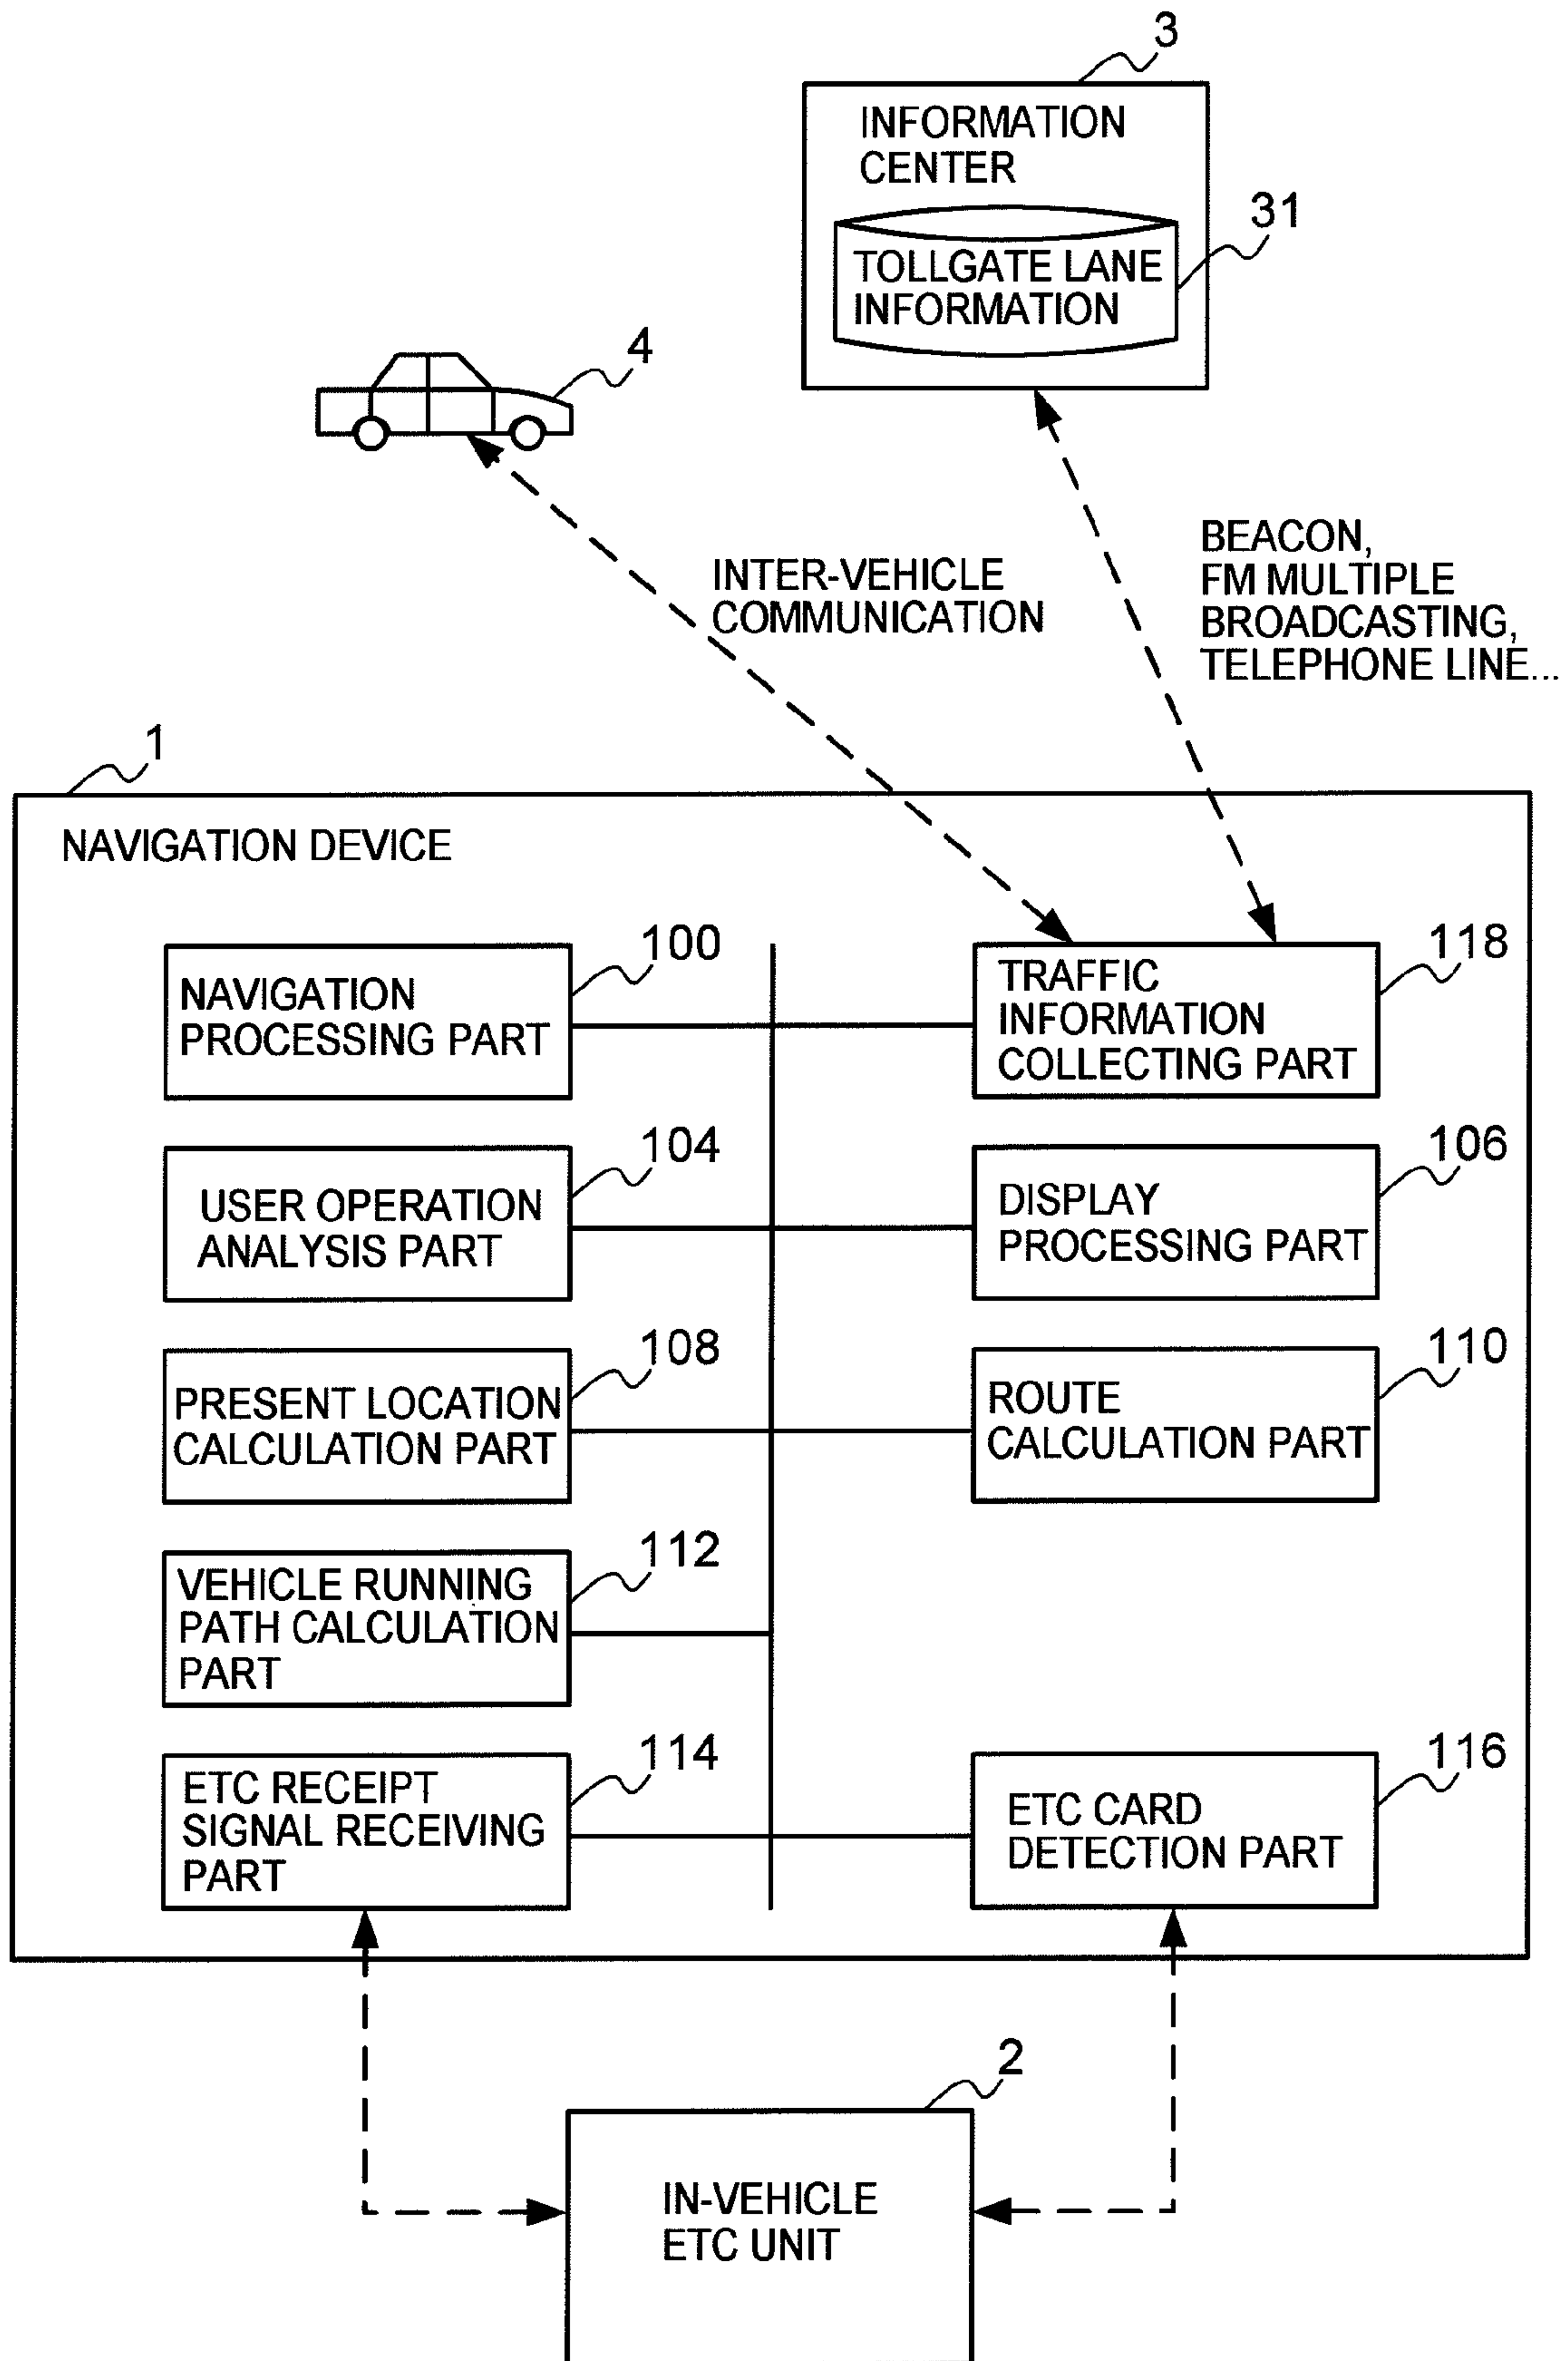 3
INFORMATION
CENTER
31
TOLLGATE LANE
INFORMATION
4
BEACON,
FM MULTIPLE
BROADCASTING,
TELEPHONE LINE...
INTER-VEHICLE
COMMUNICATION
1
NAVIGATION DEVICE
100
NAVIGATION
PROCESSING PART
118
TRAFFIC
INFORMATION
COLLECTING PART
104
USER OPERATION
ANALYSIS PART
106
DISPLAY
PROCESSING PART
108
PRESENT LOCATION
CALCULATION PART
110
ROUTE
CALCULATION PART
112
VEHICLE RUNNING
PATH CALCULATION
PART
114
ETC RECEIPT
SIGNAL RECEIVING
PART
116
ETC CARD
DETECTION PART
2
IN-VEHICLE
ETC UNIT